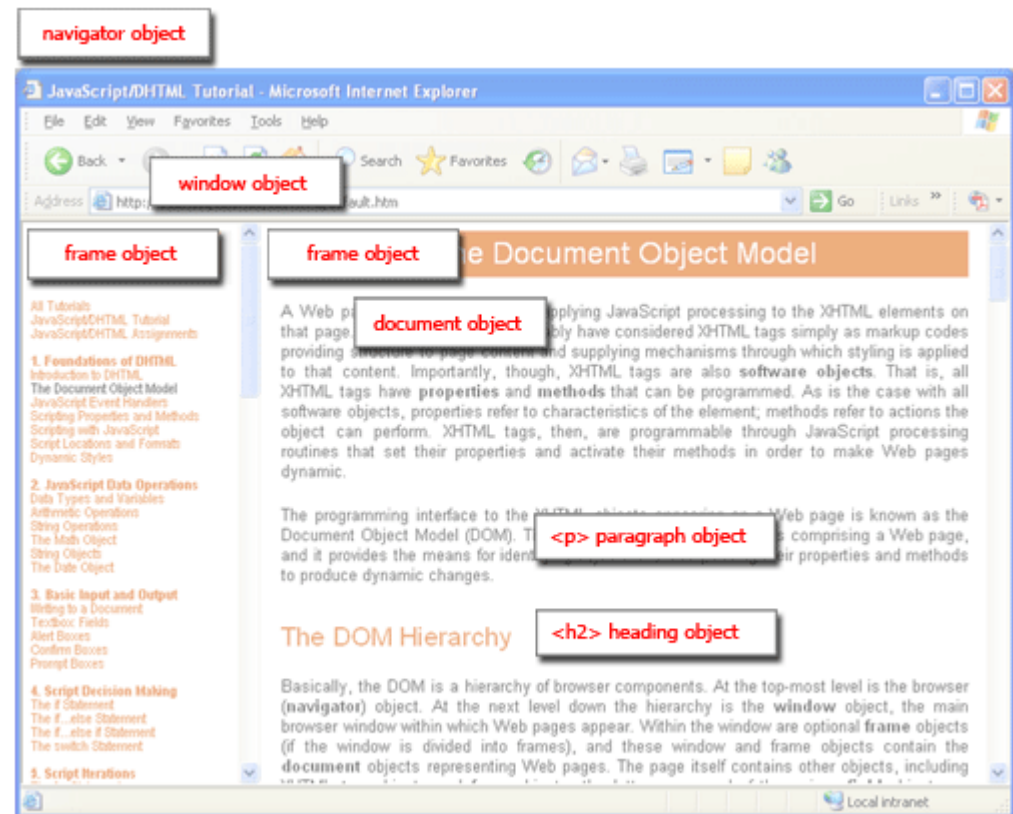 navigator object
JavaScript/DHTML Tutorial - Microsoft Internet Explorer
File Edit View Favorites Tools Help
Back Search Favorites
window object
Address http:/ ault.htm Go Links »
frame object
frame object
he Document Object Model
All Tutorials
JavaScript/DHTML Tutorial
JavaScript/DHTML Assignments
1. Foundations of DHTML
Introduction to DHTML
The Document Object Model
JavaScript Event Handlers
Scripting Properties and Methods
Scripting with JavaScript
Script Locations and Formats
Dynamic Styles
2. JavaScript Data Operations
Data Types and Variables
Arithmetic Operations
String Operations
The Math Object
String Objects
The Date Object
3. Basic Input and Output
Writing to a Document
Textbox Fields
Alert Boxes
Confirm Boxes
Prompt Boxes
4. Script Decision Making
The if Statement
The if...else Statement
The if...else if Statement
The switch Statement
5. Script Iterations
A Web pa pplying JavaScript processing to the XHTML elements on
document object
that page. bly have considered XHTML tags simply as markup codes
providing structure to page content and supplying mechanisms through which styling is applied
to that content. Importantly, though, XHTML tags are also software objects. That is, all
XHTML tags have properties and methods that can be programmed. As is the case with all
software objects, properties refer to characteristics of the element; methods refer to actions the
object can perform. XHTML tags, then, are programmable through JavaScript processing
routines that set their properties and activate their methods in order to make Web pages
dynamic.
The programming interface to the XHTML objects appearing on a Web page is known as the
<p> paragraph object
Document Object Model (DOM). T s comprising a Web page,
and it provides the means for identi eir properties and methods
to produce dynamic changes.
The DOM Hierarchy
<h2> heading object
Basically, the DOM is a hierarchy of browser components. At the top-most level is the browser
(navigator) object. At the next level down the hierarchy is the window object, the main
browser window within which Web pages appear. Within the window are optional frame objects
(if the window is divided into frames), and these window and frame objects contain the
document objects representing Web pages. The page itself contains other objects, including
Local intranet